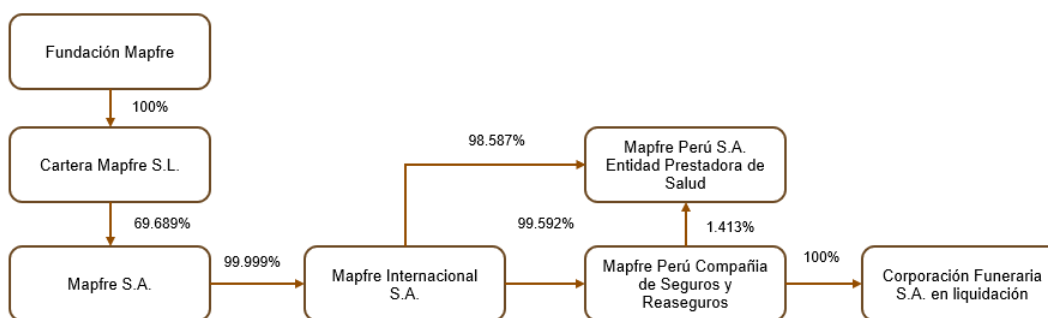 Fundación Mapfre
100%
Cartera Mapfre S.L.
98.587%
Mapfre Perú S.A.
Entidad Prestadora de
Salud
69.689%
99.592%
1.413%
Mapfre S.A.
99.999%
Mapfre Internacional
S.A.
Mapfre Perú Compañia
de Seguros y
Reaseguros
100%
Corporación Funeraria
S.A. en liquidación